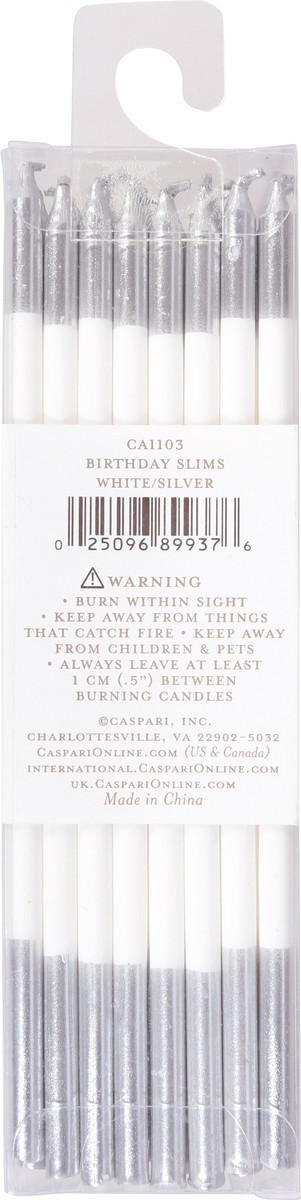 CA1103
BIRTHDAY SLIMS
WHITE/SILVER
0 25096 89937 6
⚠ WARNING
• BURN WITHIN SIGHT
• KEEP AWAY FROM THINGS
THAT CATCH FIRE • KEEP AWAY
FROM CHILDREN & PETS
• ALWAYS LEAVE AT LEAST
1 CM (.5”) BETWEEN
BURNING CANDLES
©CASPARI, INC.
CHARLOTTESVILLE, VA 22902-5032
CASPARIONLINE.COM (US & Canada)
INTERNATIONAL.CASPARIONLINE.COM
UK.CASPARIONLINE.COM
Made in China